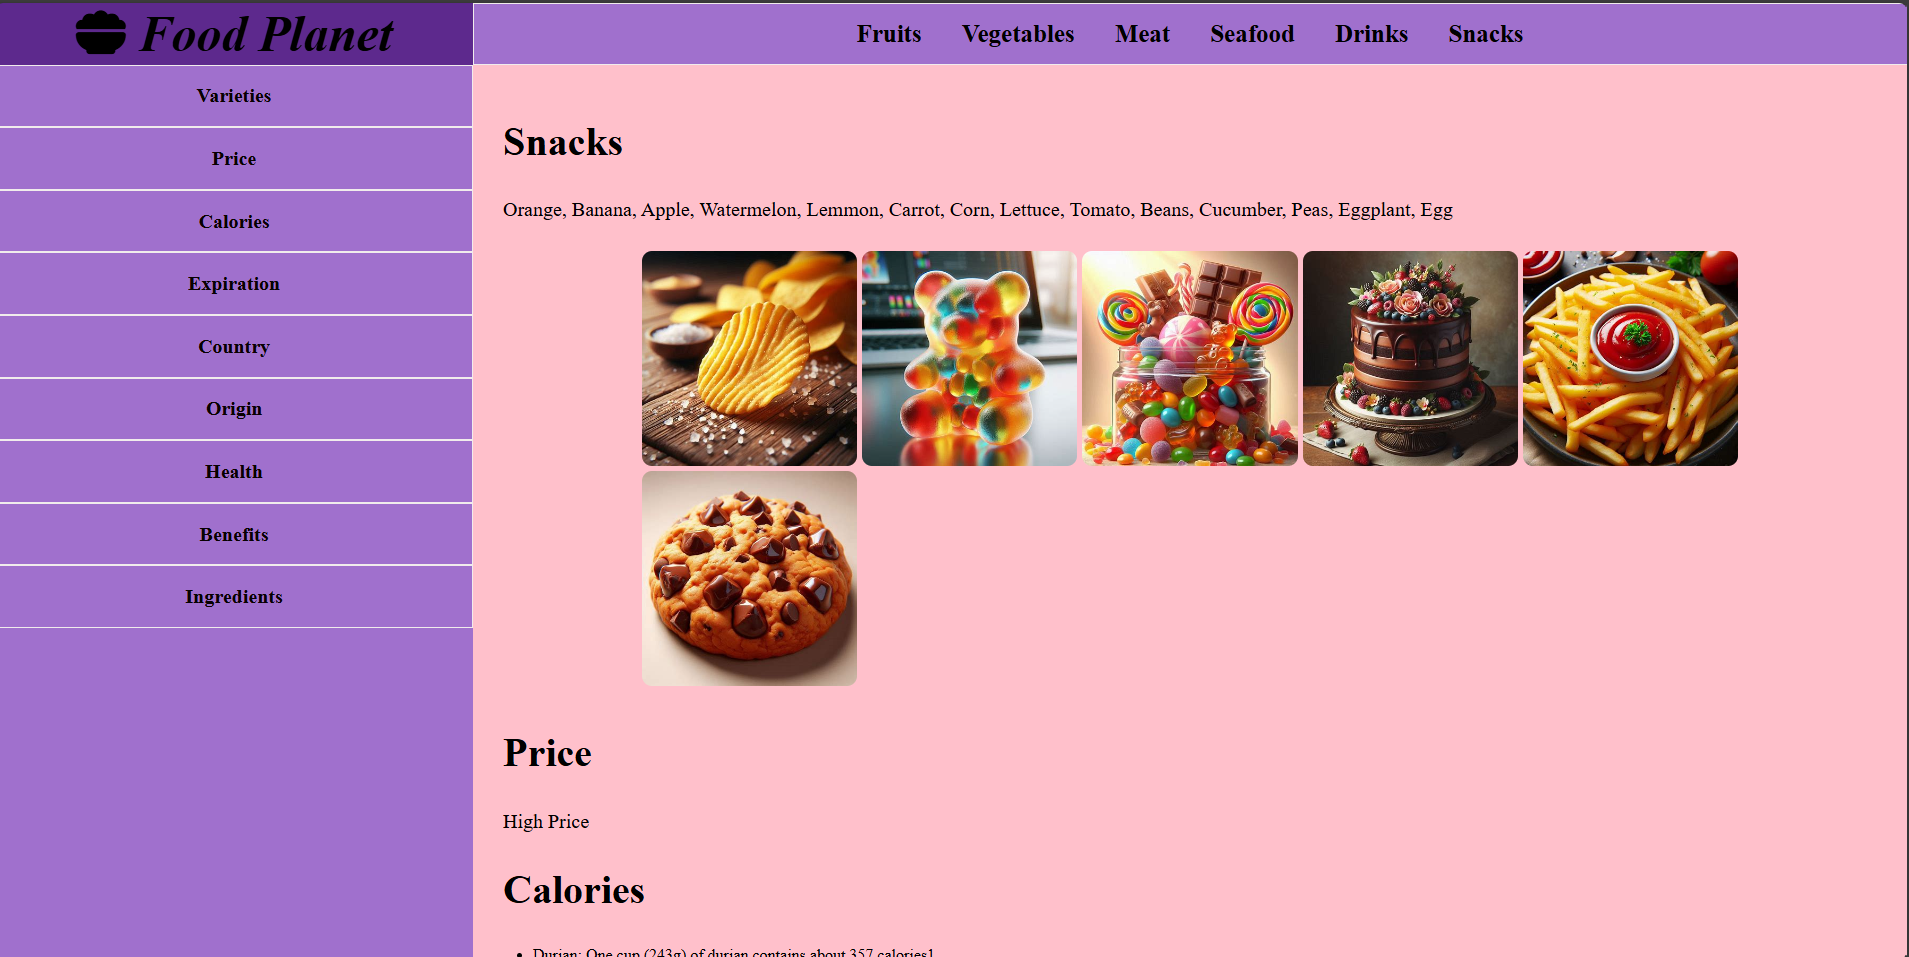 Food Planet
Fruits Vegetables Meat Seafood Drinks Snacks
Varieties
Price
Calories
Expiration
Country
Origin
Health
Benefits
Ingredients
Snacks
Orange, Banana, Apple, Watermelon, Lemmon, Carrot, Corn, Lettuce, Tomato, Beans, Cucumber, Peas, Eggplant, Egg
Price
High Price
Calories
• Durian: One cup (243g) of durian contains about 357 calories1